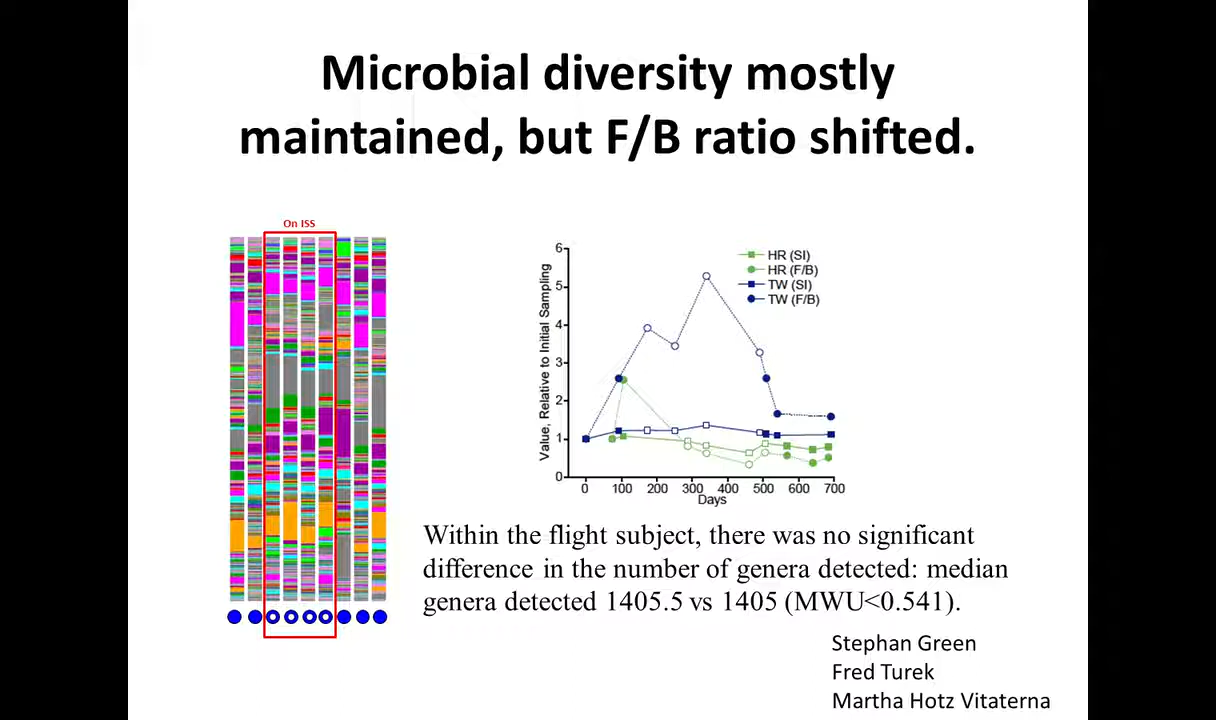 Microbial diversity mostly
maintained, but F/B ratio shifted.
On ISS
6
5
4
3
2
1
0
Value, Relative to Initial Sampling
HR (SI)
HR (F/B)
TW (SI)
TW (F/B)
0 100 200 300 400 500 600 700
Days
Within the flight subject, there was no significant
difference in the number of genera detected: median
genera detected 1405.5 vs 1405 (MWU<0.541).
Stephan Green
Fred Turek
Martha Hotz Vitaterna